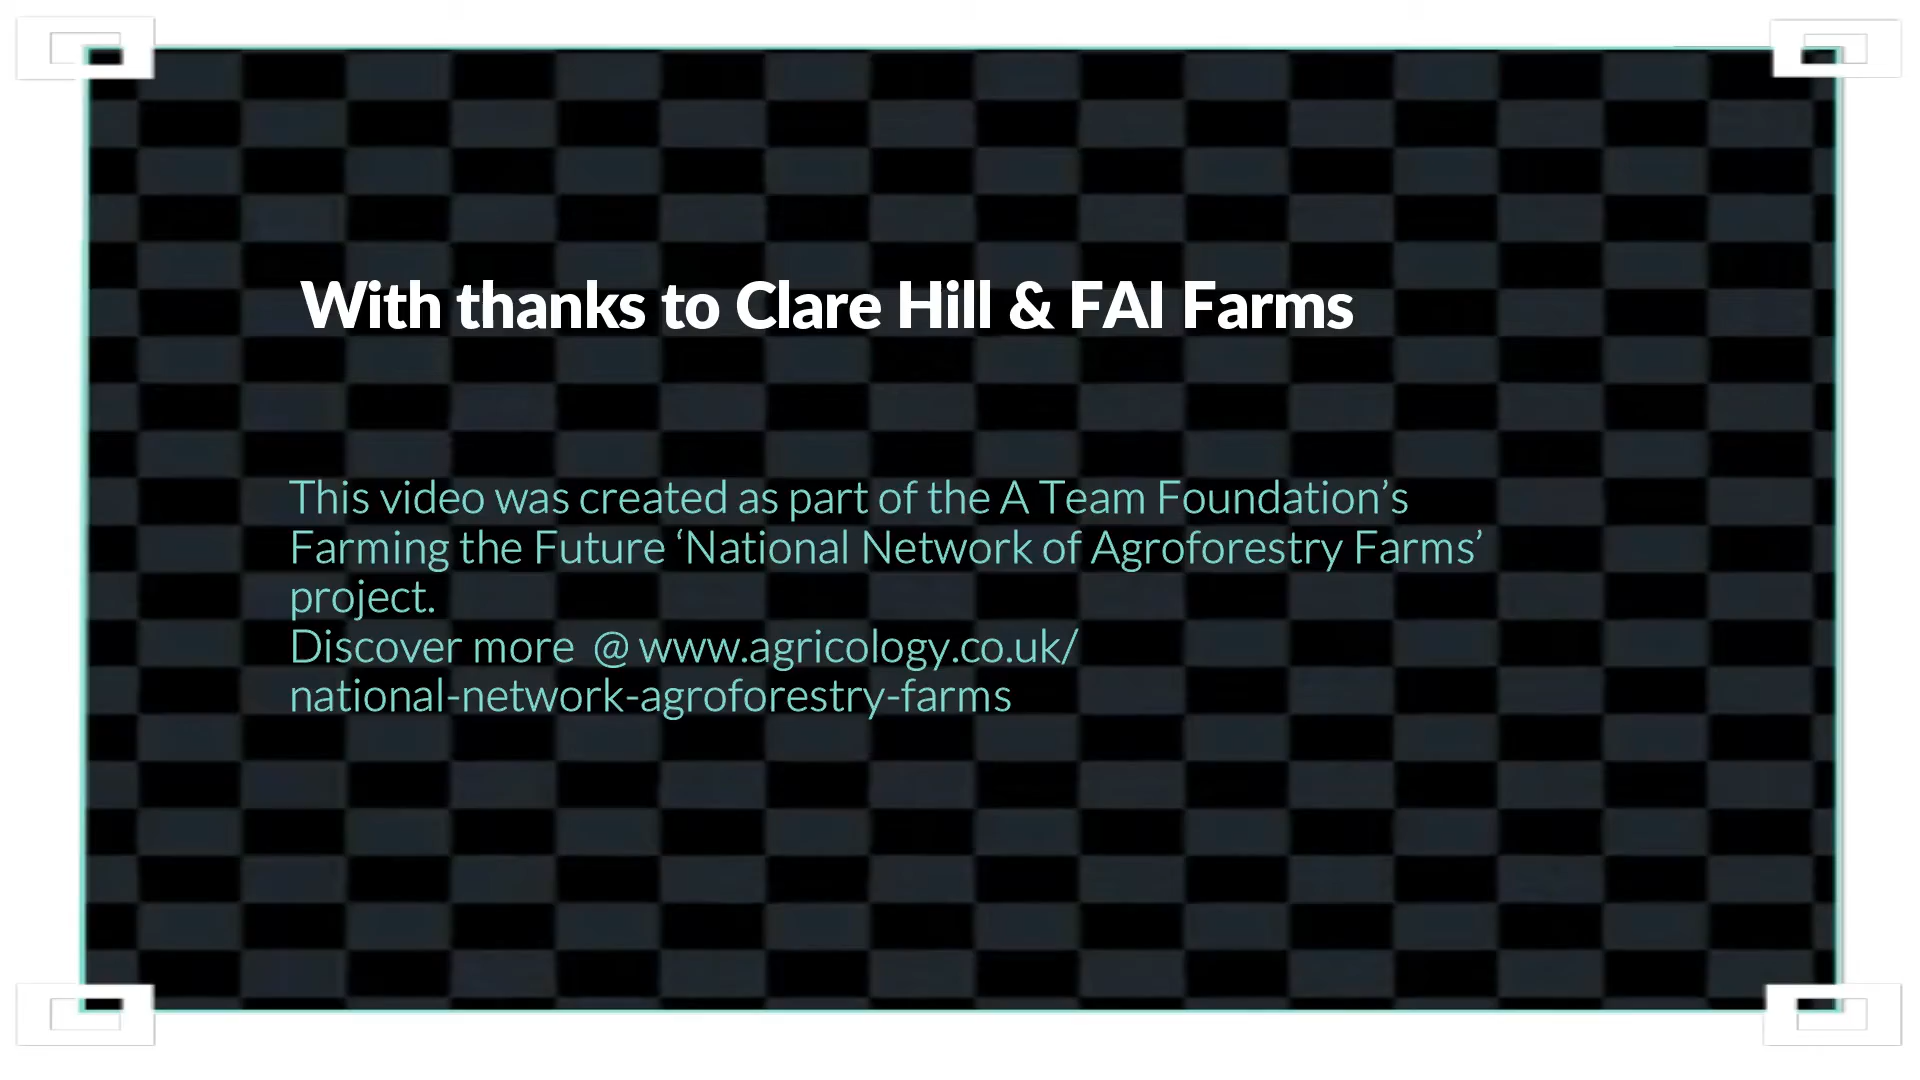 With thanks to Clare Hill & FAI Farms
This video was created as part of the A Team Foundation’s
Farming the Future ‘National Network of Agroforestry Farms’
project.
Discover more  @ www.agricology.co.uk/
national-network-agroforestry-farms